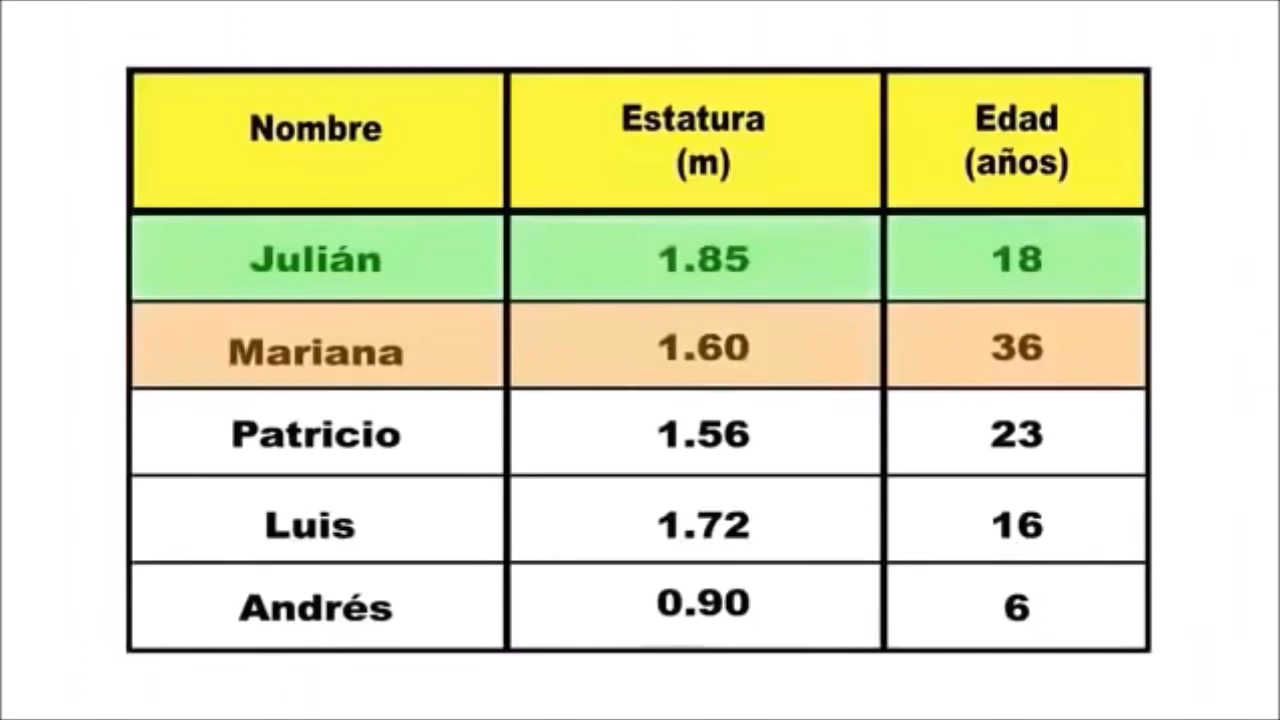 Nombre Estatura (m) Edad (años)
Julián 1.85 18
Mariana 1.60 36
Patricio 1.56 23
Luis 1.72 16
Andrés 0.90 6